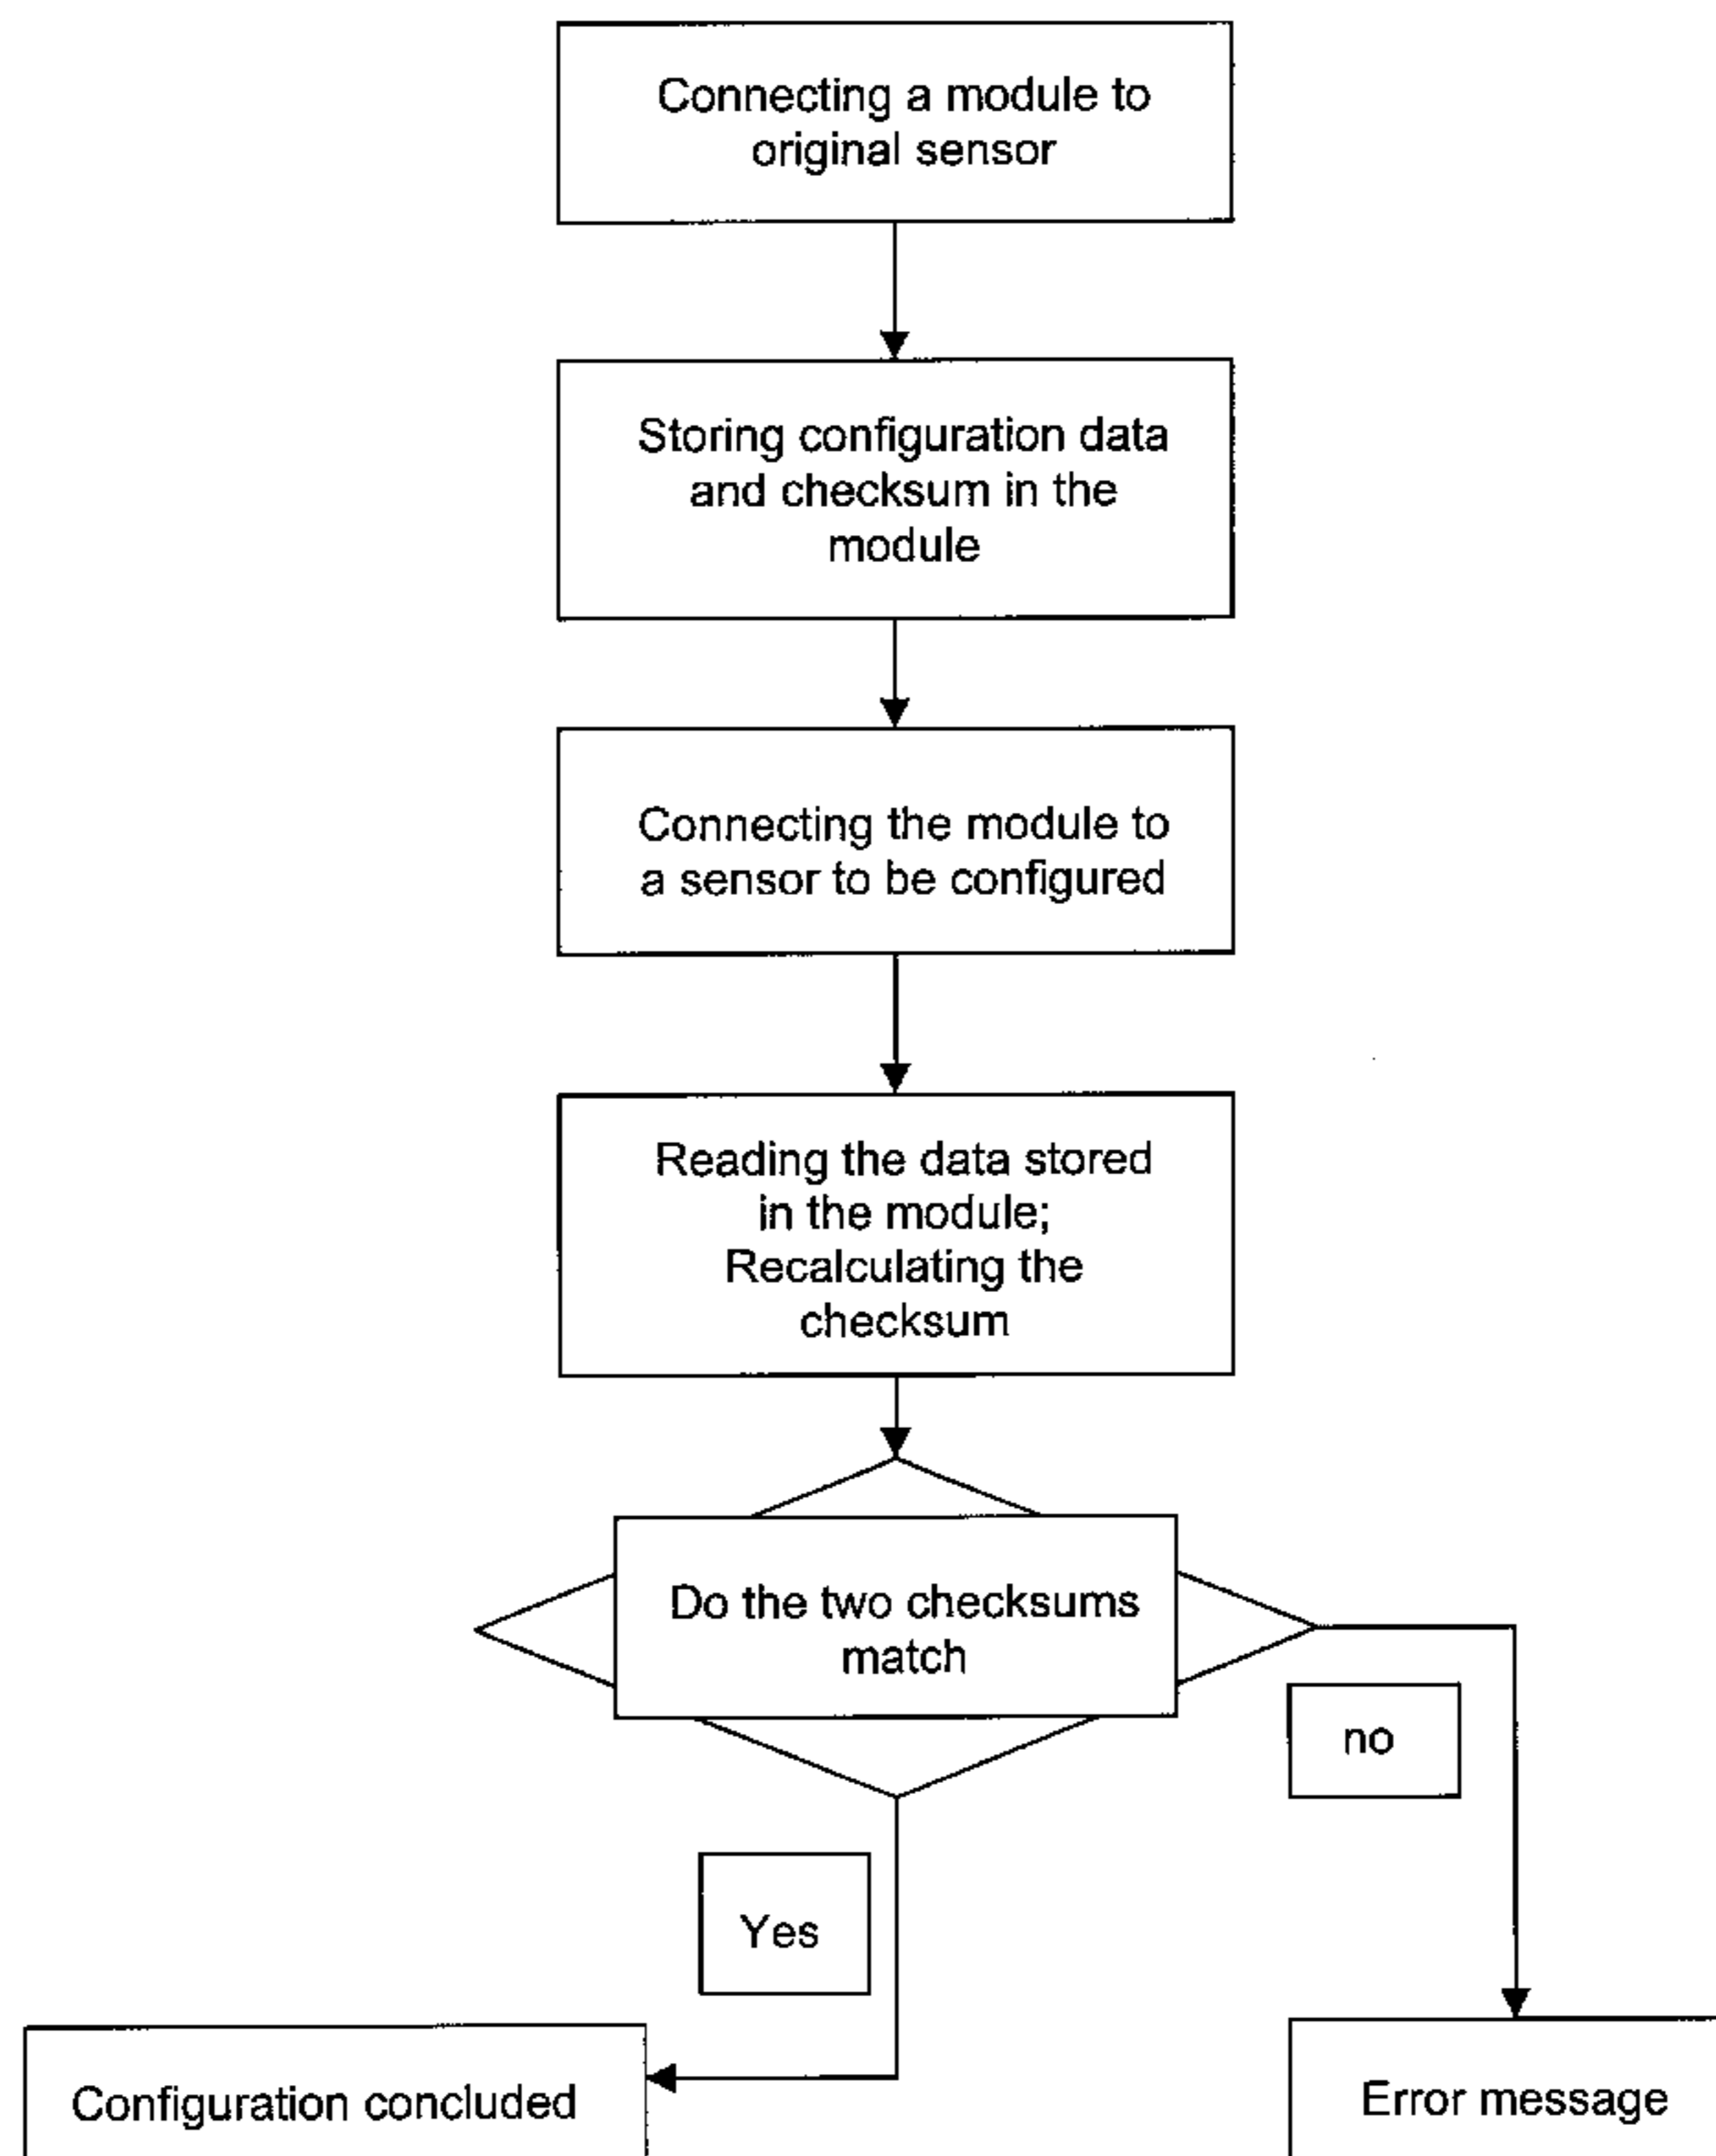 Connecting a module to
original sensor
Storing configuration data
and checksum in the
module
Connecting the module to
a sensor to be configured
Reading the data stored
in the module;
Recalculating the
checksum
Do the two checksums
match
no
Yes
Configuration concluded
Error message